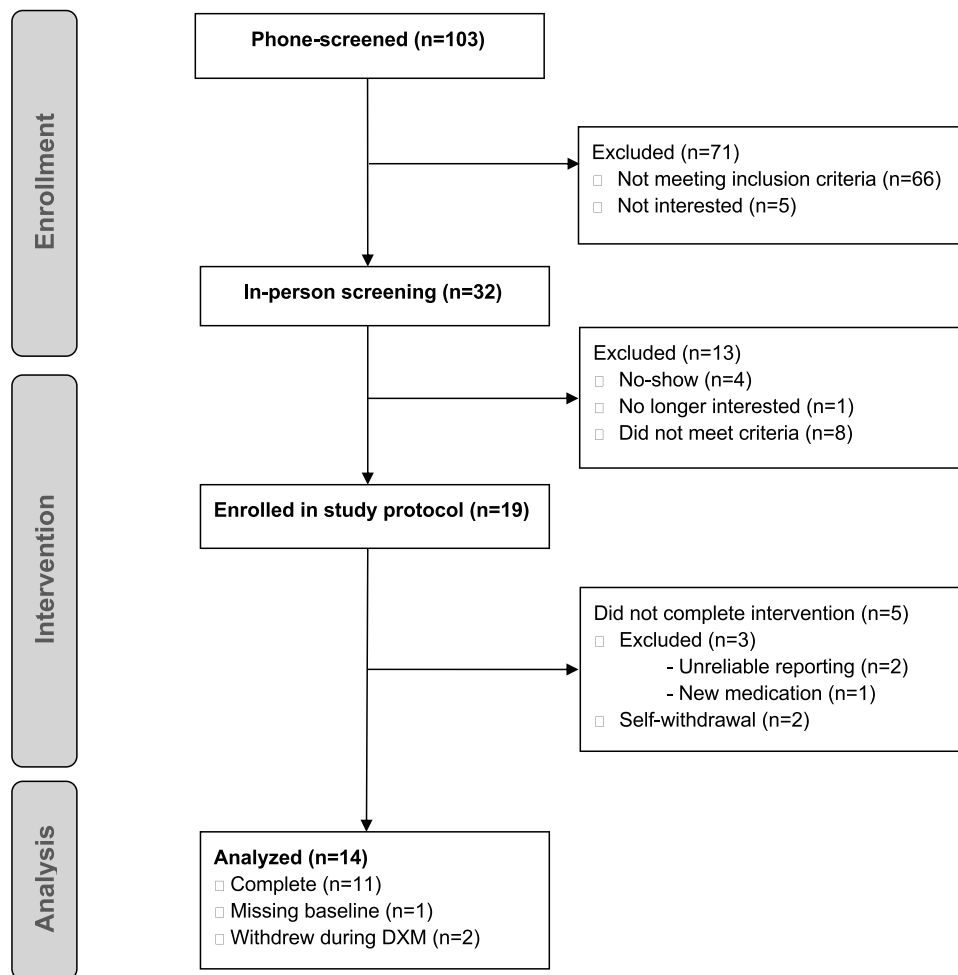 Enrollment
Phone-screened (n=103)
Excluded (n=71)
Not meeting inclusion criteria (n=66)
Not interested (n=5)
In-person screening (n=32)
Excluded (n=13)
No-show (n=4)
No longer interested (n=1)
Did not meet criteria (n=8)
Intervention
Enrolled in study protocol (n=19)
Did not complete intervention (n=5)
Excluded (n=3)
- Unreliable reporting (n=2)
- New medication (n=1)
Self-withdrawal (n=2)
Analysis
Analyzed (n=14)
Complete (n=11)
Missing baseline (n=1)
Withdrew during DXM (n=2)